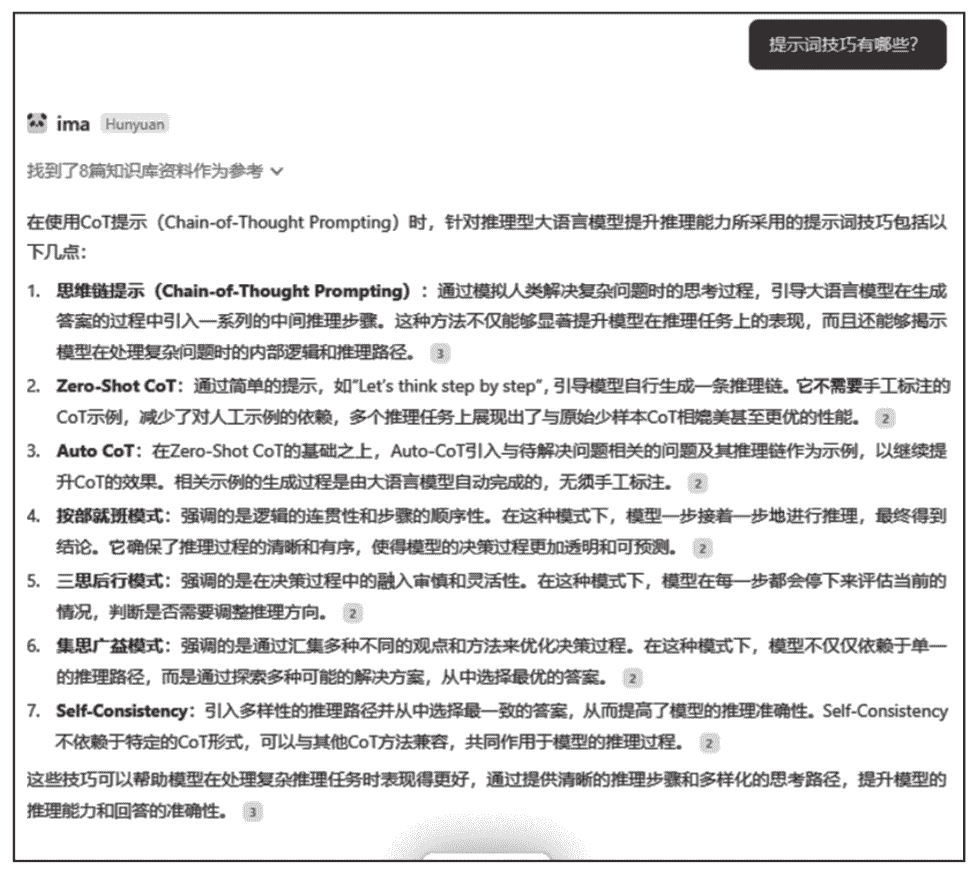 提示词技巧有哪些?
ima Hunyuan
找到了8篇知识库资料作为参考
在使用CoT提示（Chain-of-Thought Prompting）时，针对推理型大语言模型提升推理能力所采用的提示词技巧包括以
下几点：
1. 思维链提示（Chain-of-Thought Prompting）：通过模拟人类解决复杂问题时的思考过程，引导大语言模型在生成
答案的过程中引入一系列的中间推理步骤。这种方法不仅能够显著提升模型在推理任务上的表现，而且还能够揭示
模型在处理复杂问题时的内部逻辑和推理路径。 3
2. Zero-Shot CoT：通过简单的提示，如"Let's think step by step"，引导模型自行生成一条推理链。它不需要手工标注的
CoT示例，减少了对人工示例的依赖，多个推理任务上展现出了与原始少样本CoT相媲美甚至更优的性能。 2
3. Auto CoT：在Zero-Shot CoT的基础之上，Auto-CoT引入与待解决问题相关的问题及其推理链作为示例，以继续提
升CoT的效果。相关示例的生成过程是由大语言模型自动完成的，无须手工标注。 2
4. 按部就班模式：强调的是逻辑的连贯性和步骤的顺序性。在这种模式下，模型一步接着一步地进行推理，最终得到
结论。它确保了推理过程的清晰和有序，使得模型的决策过程更加透明和可预测。 2
5. 三思后行模式：强调的是在决策过程中的融入审慎和灵活性。在这种模式下，模型在每一步都会停下来评估当前的
情况，判断是否需要调整推理方向。 2
6. 集思广益模式：强调的是通过汇集多种不同的观点和方法来优化决策过程。在这种模式下，模型不仅仅依赖于单一
的推理路径，而是通过探索多种可能的解决方案，从中选择最优的答案。 2
7. Self-Consistency：引入多样性的推理路径并从中选择最一致的答案，从而提高了模型的推理准确性。Self-Consistency
不依赖于特定的CoT形式，可以与其他CoT方法兼容，共同作用于模型的推理过程。 2
这些技巧可以帮助模型在处理复杂推理任务时表现得更好，通过提供清晰的推理步骤和多样化的思考路径，提升模型的
推理能力和回答的准确性。 3